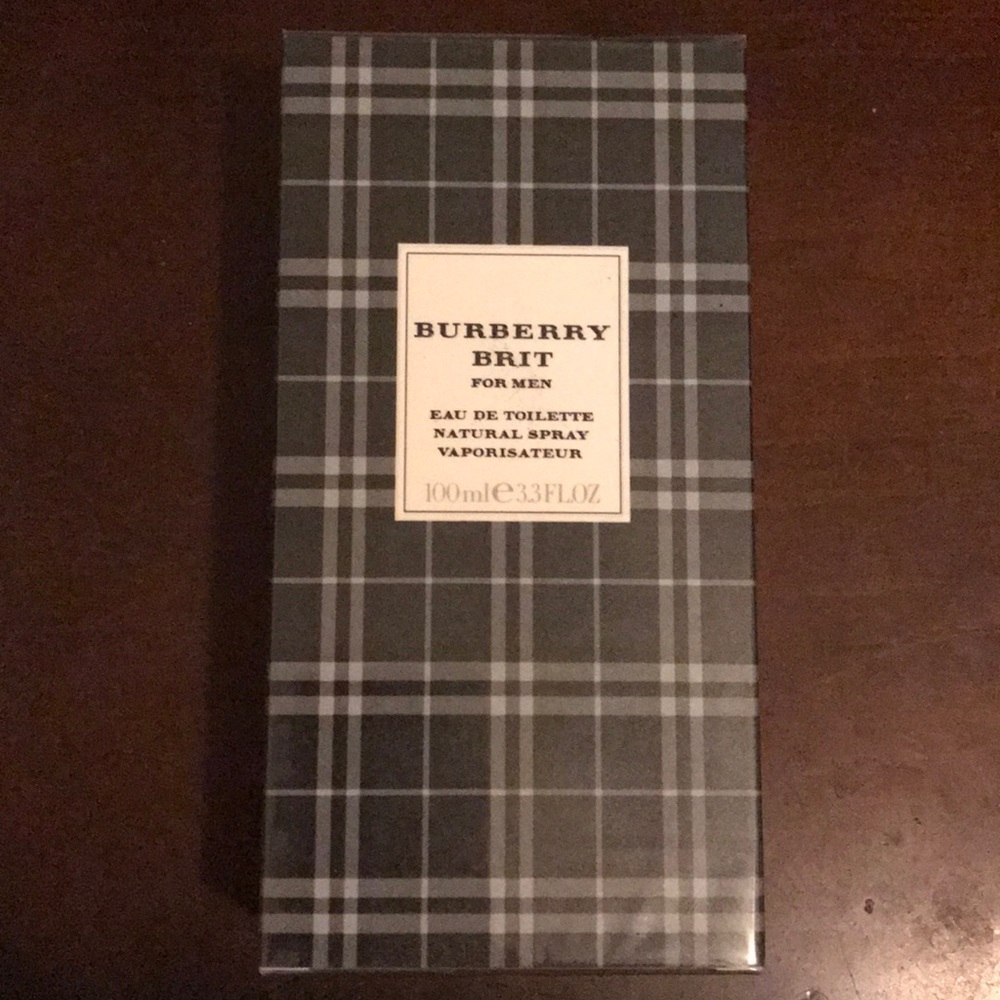 BURBERRY
BRIT
FOR MEN
EAU DE TOILETTE
NATURAL SPRAY
VAPORISATEUR
100ml℮3.3FL.OZ